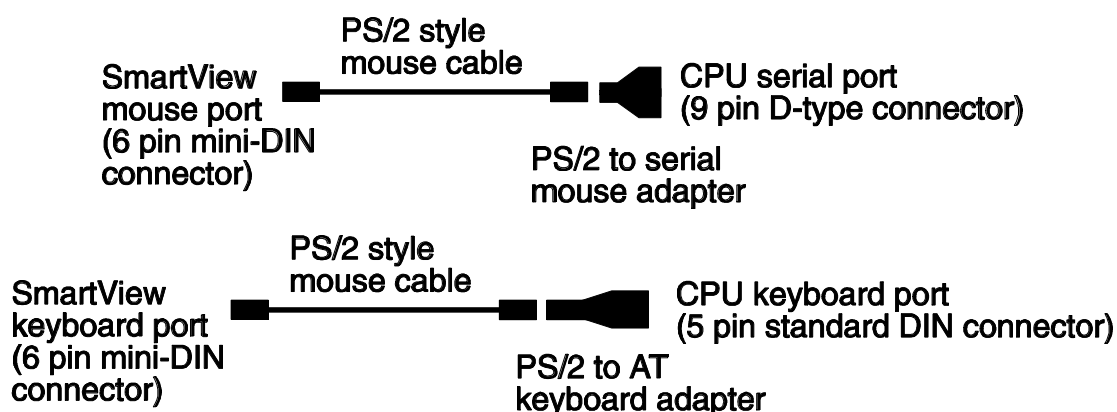 PS/2 style
mouse cable
SmartView
mouse port
(6 pin mini-DIN
connector)
CPU serial port
(9 pin D-type connector)
PS/2 to serial
mouse adapter
PS/2 style
mouse cable
SmartView
keyboard port
(6 pin mini-DIN
connector)
CPU keyboard port
(5 pin standard DIN connector)
PS/2 to AT
keyboard adapter